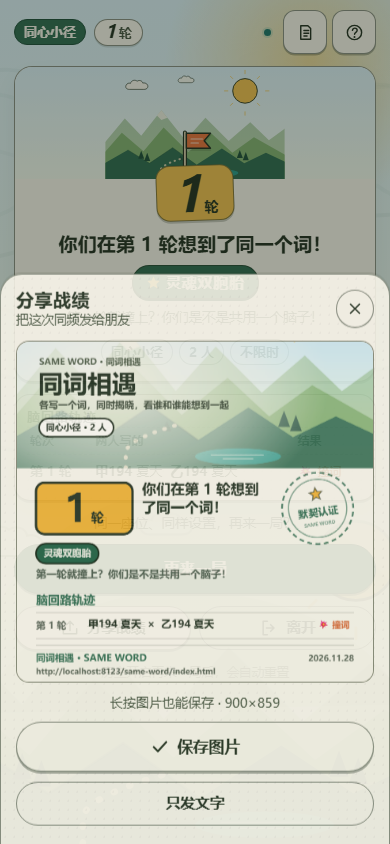 同心小径
1轮
1轮
你们在第 1 轮想到了同一个词！
灵魂双胞胎
分享战绩
把这次同频发给朋友
SAME WORD · 同词相遇
同词相遇
各写一个词，同时揭晓，看谁和谁能想到一起
同心小径 · 2 人
1轮
你们在第 1 轮想到
了同一个词！
默契认证
SAME WORD
灵魂双胞胎
第一轮就撞上？你们是不是共用一个脑子！
脑回路轨迹
第 1 轮 甲194 夏天 × 乙194 夏天 撞词
同词相遇 · SAME WORD
2026.11.28
http://localhost:8123/same-word/index.html
长按图片也能保存 · 900×859
保存图片
只发文字